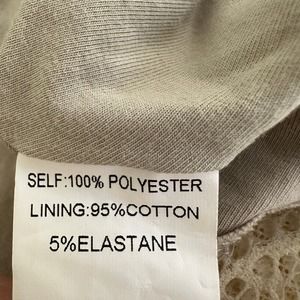 SELF:100% POLYESTER
LINING:95%COTTON
5%ELASTANE